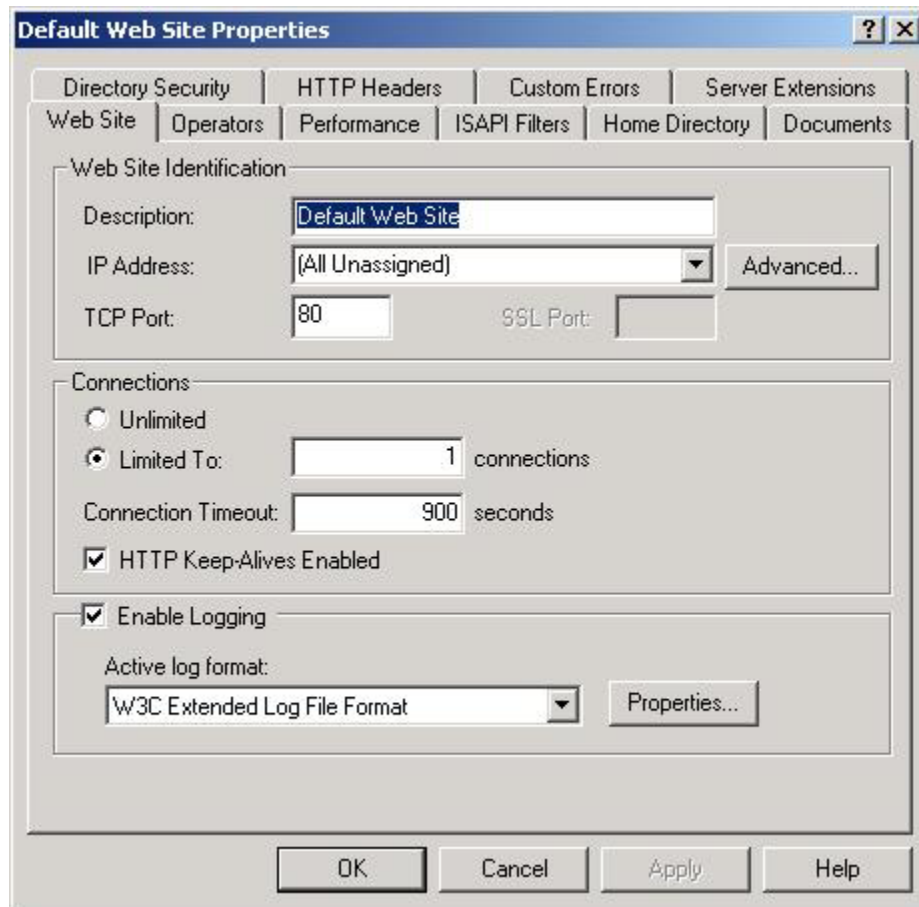 Default Web Site Properties
Directory Security HTTP Headers Custom Errors Server Extensions
Web Site Operators Performance ISAPI Filters Home Directory Documents
Web Site Identification
Description: Default Web Site
IP Address: (All Unassigned) Advanced...
TCP Port: 80 SSL Port:
Connections
Unlimited
Limited To: 1 connections
Connection Timeout: 900 seconds
HTTP Keep-Alives Enabled
Enable Logging
Active log format:
W3C Extended Log File Format Properties...
OK Cancel Apply Help